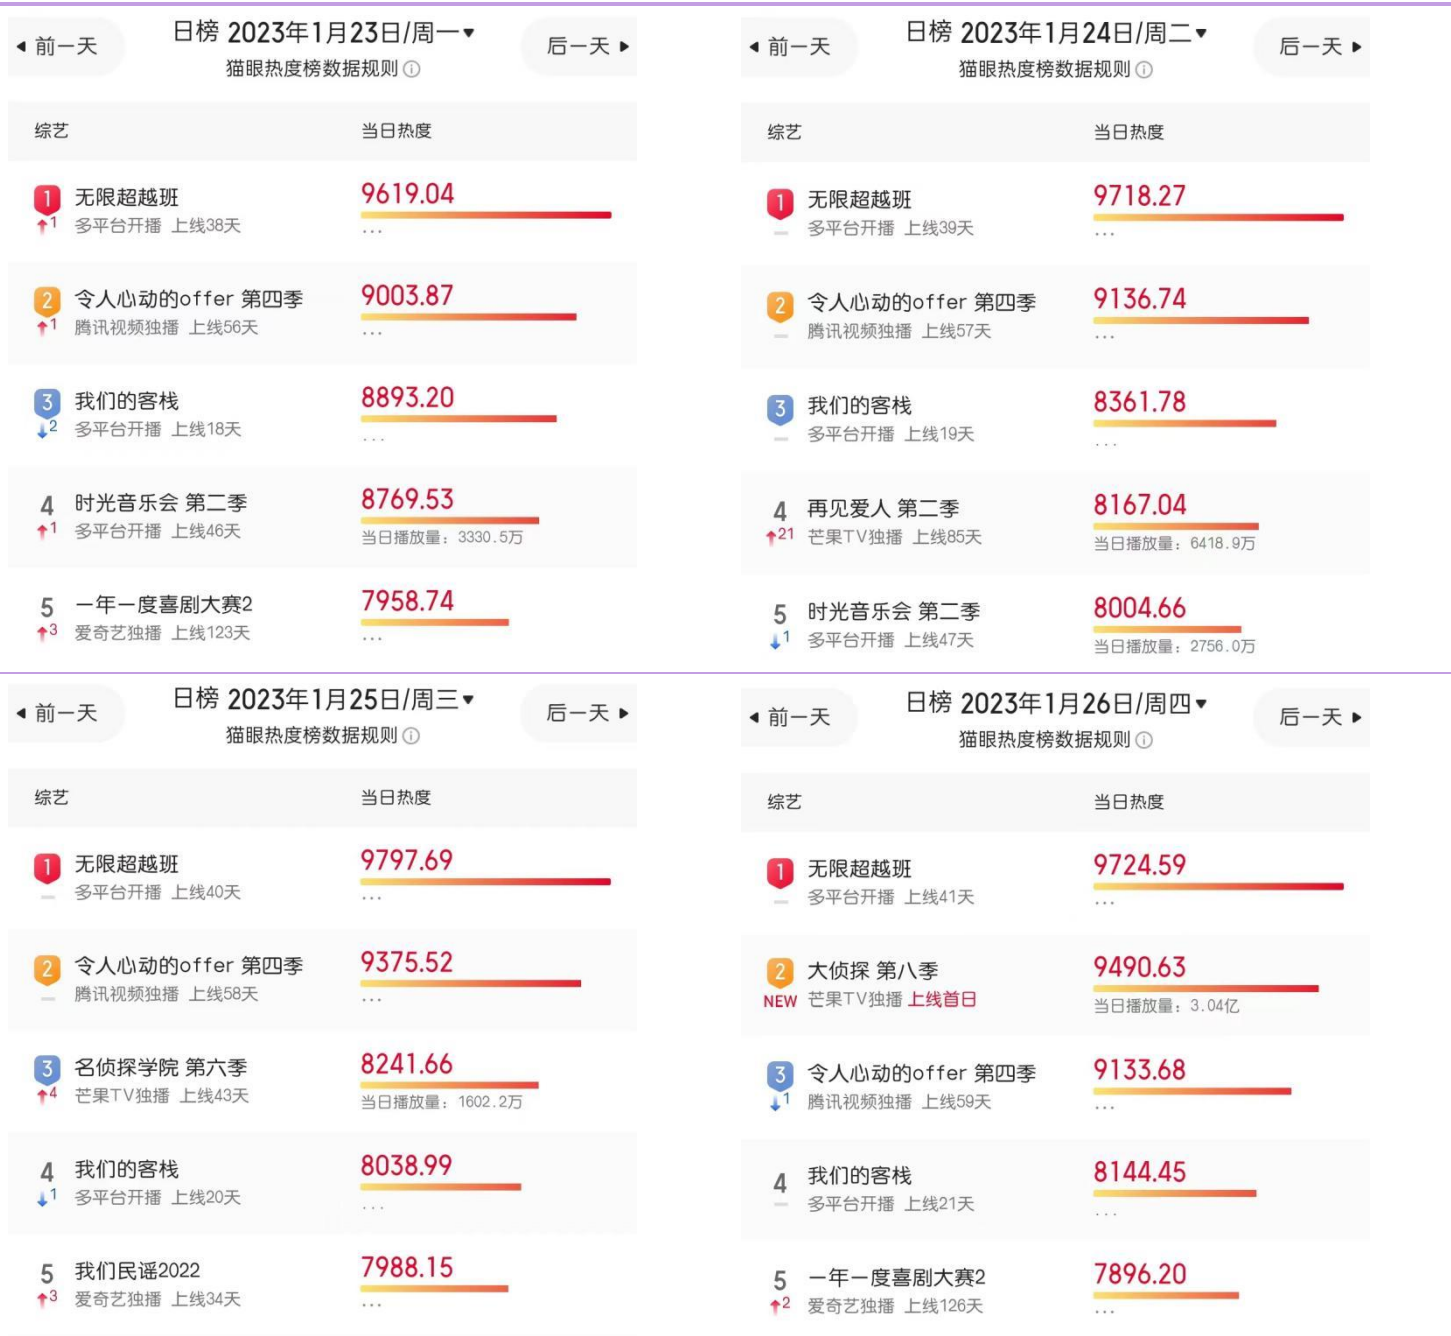 前一天
日榜 2023年1月23日/周一
后一天
猫眼热度榜数据规则
综艺 当日热度
1 无限超越班 9619.04
1 多平台开播 上线38天 ...
2 令人心动的offer 第四季 9003.87
1 腾讯视频独播 上线56天 ...
3 我们的客栈 8893.20
2 多平台开播 上线18天 ...
4 时光音乐会 第二季 8769.53
1 多平台开播 上线46天 当日播放量：3330.5万
5 一年一度喜剧大赛2 7958.74
3 爱奇艺独播 上线123天 ...
前一天
日榜 2023年1月24日/周二
后一天
猫眼热度榜数据规则
综艺 当日热度
1 无限超越班 9718.27
多平台开播 上线39天 ...
2 令人心动的offer 第四季 9136.74
腾讯视频独播 上线57天 ...
3 我们的客栈 8361.78
多平台开播 上线19天 ...
4 再见爱人 第二季 8167.04
21 芒果TV独播 上线85天 当日播放量：6418.9万
5 时光音乐会 第二季 8004.66
1 多平台开播 上线47天 当日播放量：2756.0万
前一天
日榜 2023年1月25日/周三
后一天
猫眼热度榜数据规则
综艺 当日热度
1 无限超越班 9797.69
多平台开播 上线40天 ...
2 令人心动的offer 第四季 9375.52
腾讯视频独播 上线58天 ...
3 名侦探学院 第六季 8241.66
4 芒果TV独播 上线43天 当日播放量：1602.2万
4 我们的客栈 8038.99
1 多平台开播 上线20天 ...
5 我们民谣2022 7988.15
3 爱奇艺独播 上线34天 ...
前一天
日榜 2023年1月26日/周四
后一天
猫眼热度榜数据规则
综艺 当日热度
1 无限超越班 9724.59
多平台开播 上线41天 ...
2 大侦探 第八季 9490.63
NEW 芒果TV独播 上线首日 当日播放量：3.04亿
3 令人心动的offer 第四季 9133.68
1 腾讯视频独播 上线59天 ...
4 我们的客栈 8144.45
多平台开播 上线21天 ...
5 一年一度喜剧大赛2 7896.20
2 爱奇艺独播 上线126天 ...